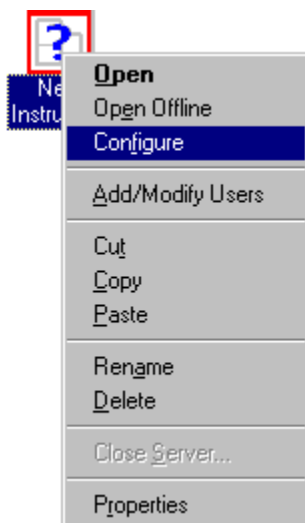 ?
Ne
Instru
Open
Open Offline
Configure
Add/Modify Users
Cut
Copy
Paste
Rename
Delete
Close Server...
Properties